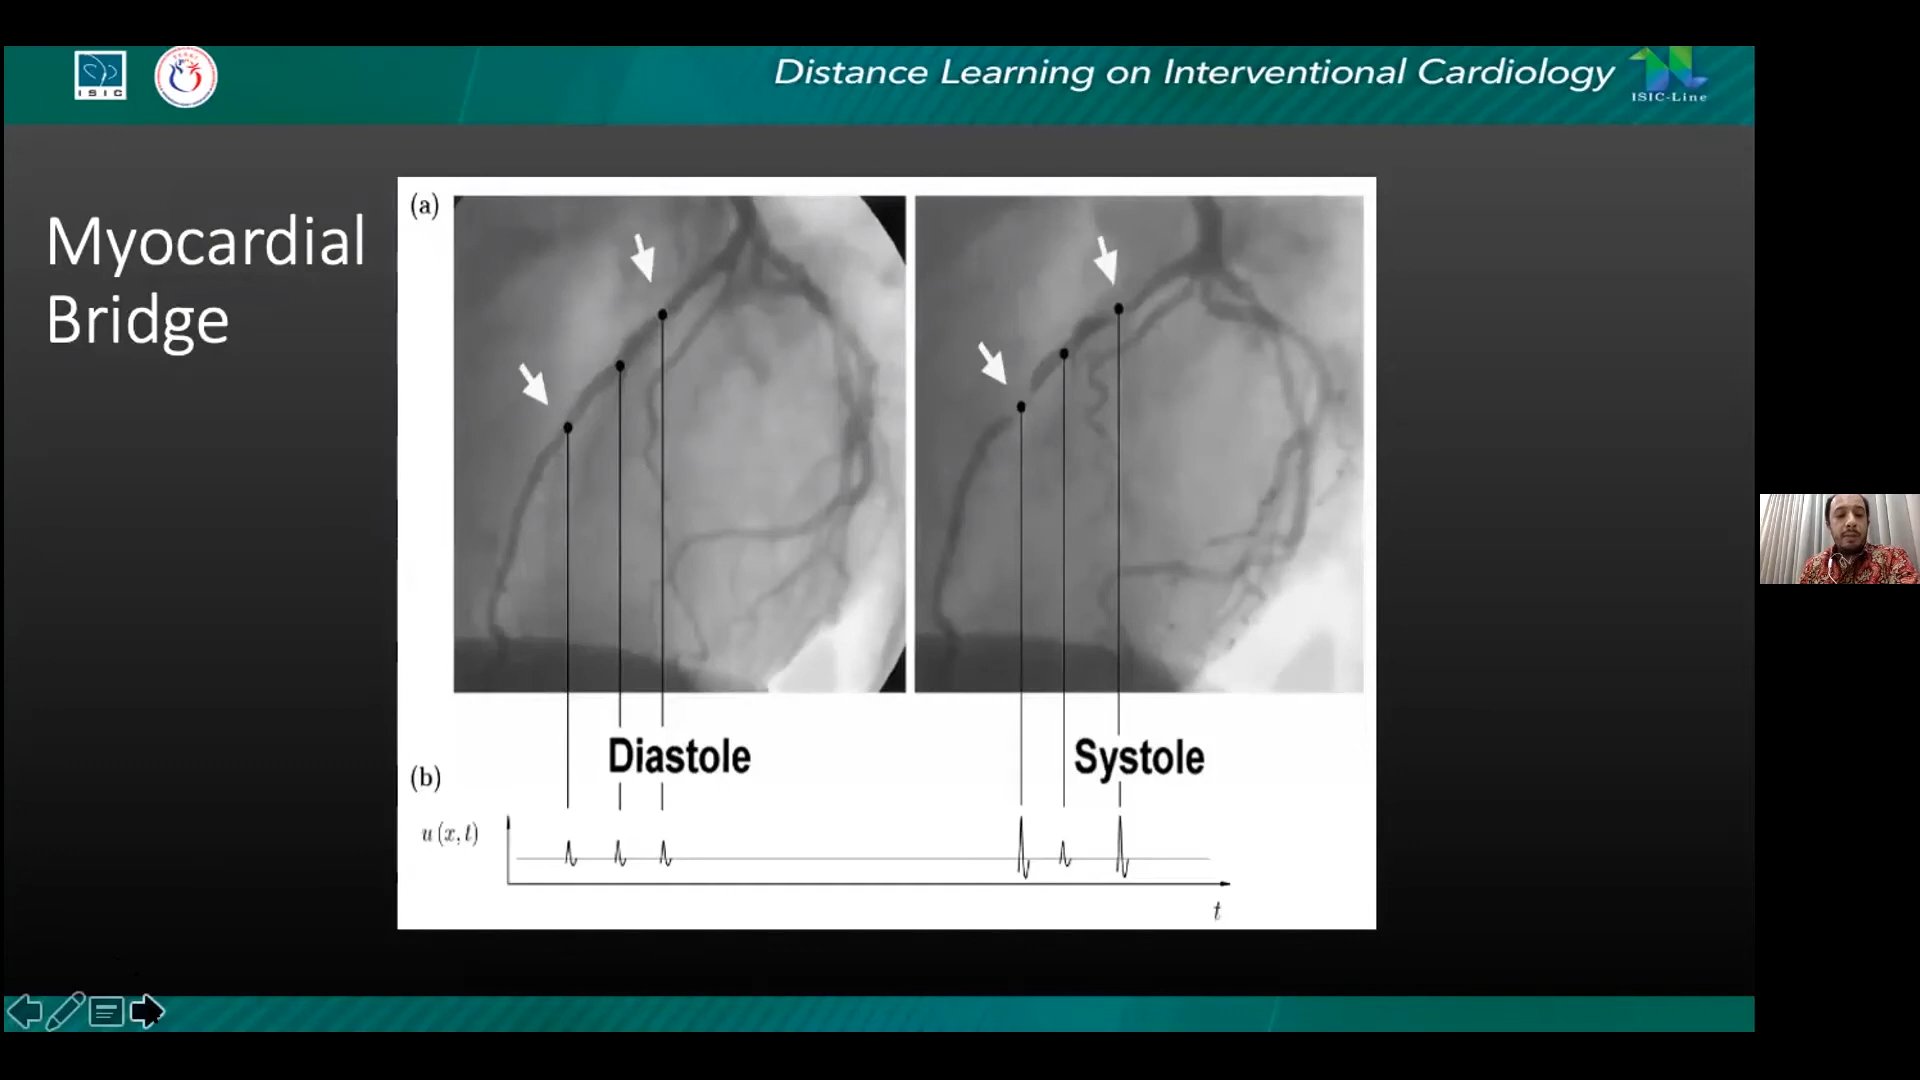 ISIC
Distance Learning on Interventional Cardiology
ISIC-Line
Myocardial
Bridge
(a)
Diastole
Systole
(b)
u (x, t)
t